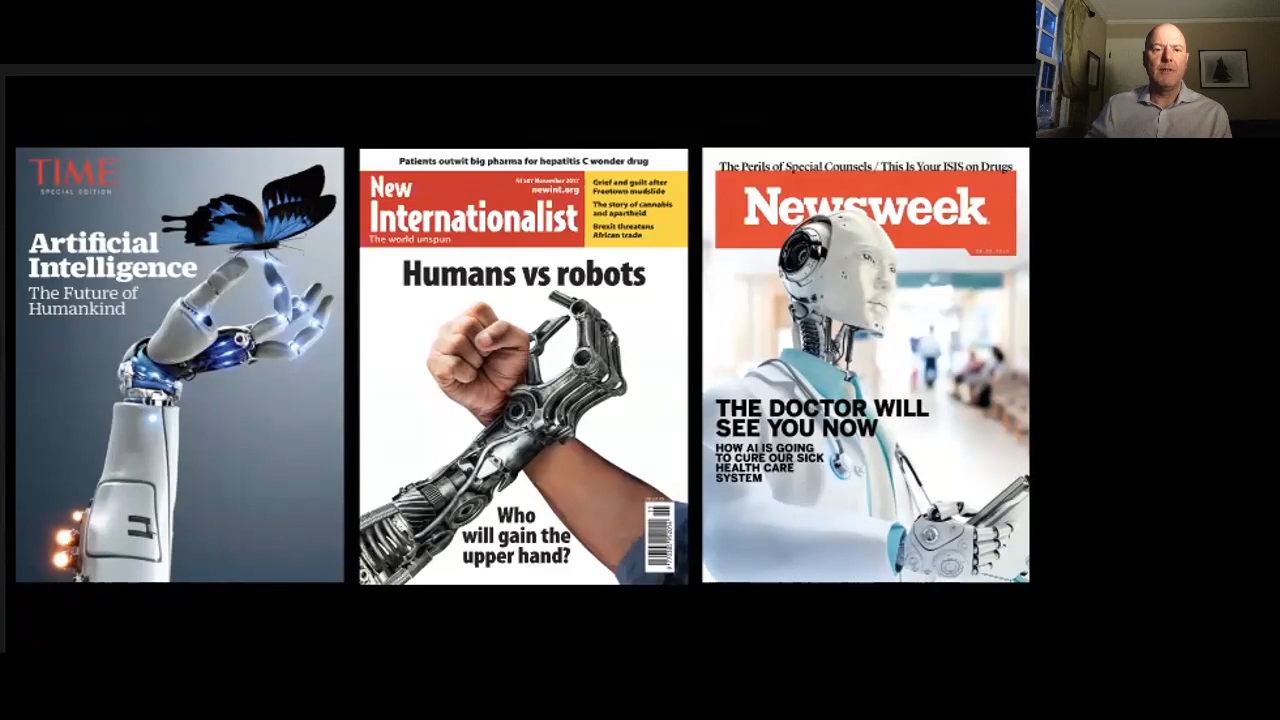 TIME
SPECIAL EDITION
Artificial
Intelligence
The Future of
Humankind
Patients outwit big pharma for hepatitis C wonder drug
New
Internationalist
The world unspun
November 2017
newint.org
Grief and guilt after
Freetown mudslide
The story of cannabis
and apartheid
Brexit threatens
African trade
Humans vs robots
Who
will gain the
upper hand?
The Perils of Special Counsels / This Is Your ISIS on Drugs
Newsweek
THE DOCTOR WILL
SEE YOU NOW
HOW AI IS GOING
TO CURE OUR SICK
HEALTH CARE
SYSTEM